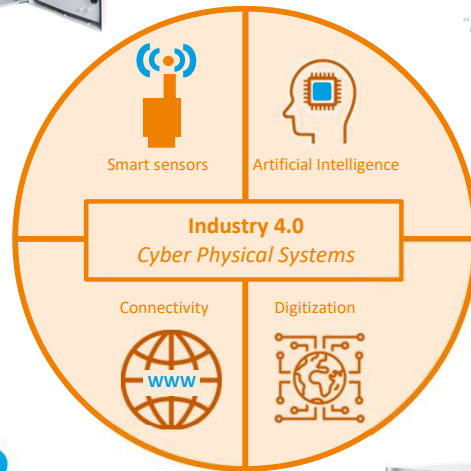 Smart sensors
Artificial Intelligence
Industry 4.0
Cyber Physical Systems
Connectivity
Digitization
WWW